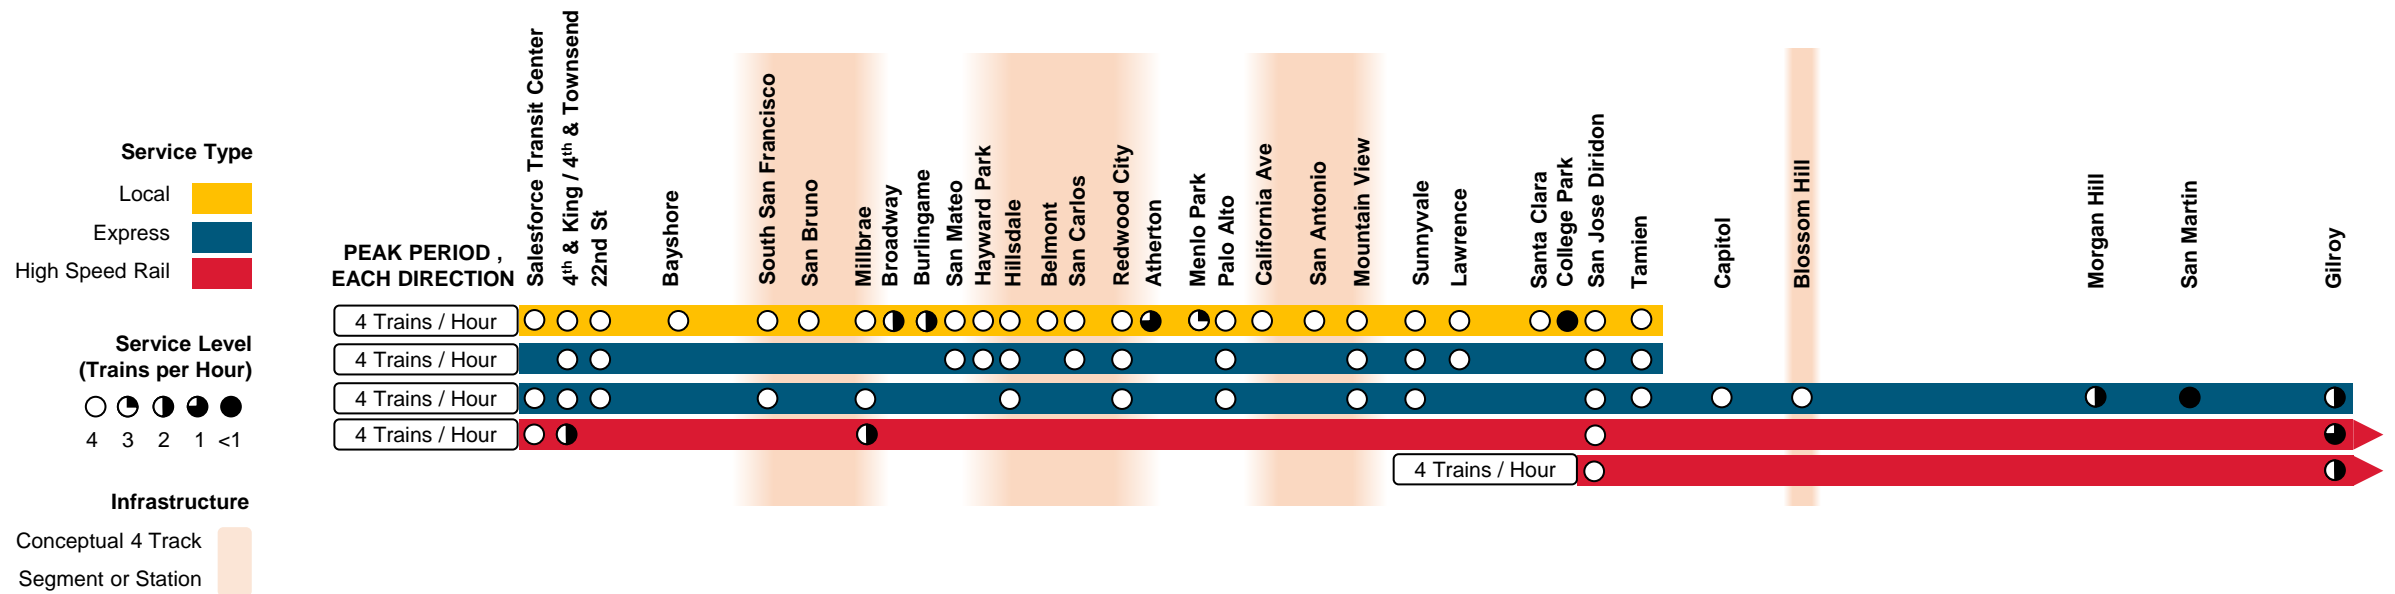 Service Type
Local
Express
High Speed Rail
Service Level
(Trains per Hour)
4 3 2 1 <1
Infrastructure
Conceptual 4 Track
Segment or Station
PEAK PERIOD ,
EACH DIRECTION
Salesforce Transit Center
4th & King / 4th & Townsend
22nd St
Bayshore
South San Francisco
San Bruno
Millbrae
Broadway
Burlingame
San Mateo
Hayward Park
Hillsdale
Belmont
San Carlos
Redwood City
Atherton
Menlo Park
Palo Alto
California Ave
San Antonio
Mountain View
Sunnyvale
Lawrence
Santa Clara
College Park
San Jose Diridon
Tamien
Capitol
Blossom Hill
Morgan Hill
San Martin
Gilroy
4 Trains / Hour
4 Trains / Hour
4 Trains / Hour
4 Trains / Hour
4 Trains / Hour